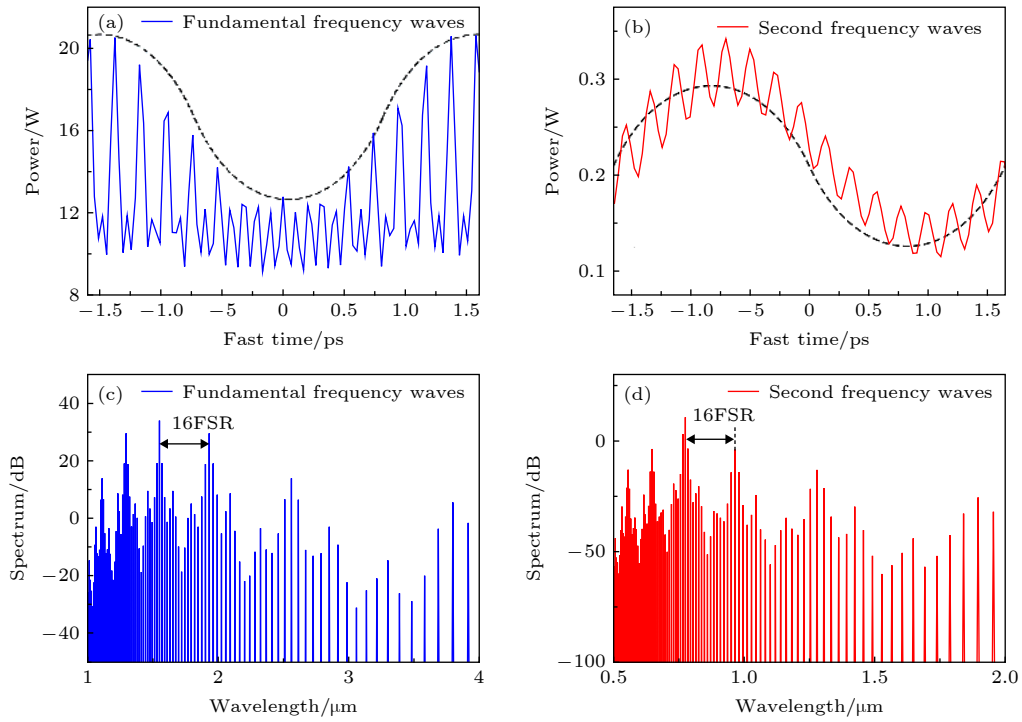 (a) Fundamental frequency waves
20
16
12
8
Power/W
−1.5 −1.0 −5 0 0.5 1.0 1.5
Fast time/ps
(b) Second frequency waves
0.3
0.2
0.1
Power/W
−1.5 −1.0 −5 0 0.5 1.0 1.5
Fast time/ps
(c) Fundamental frequency waves
16FSR
40
20
0
−20
−40
Spectrum/dB
1 2 3 4
Wavelength/μm
(d) Second frequency waves
16FSR
0
−50
−100
Spectrum/dB
0.5 1.0 1.5 2.0
Wavelength/μm